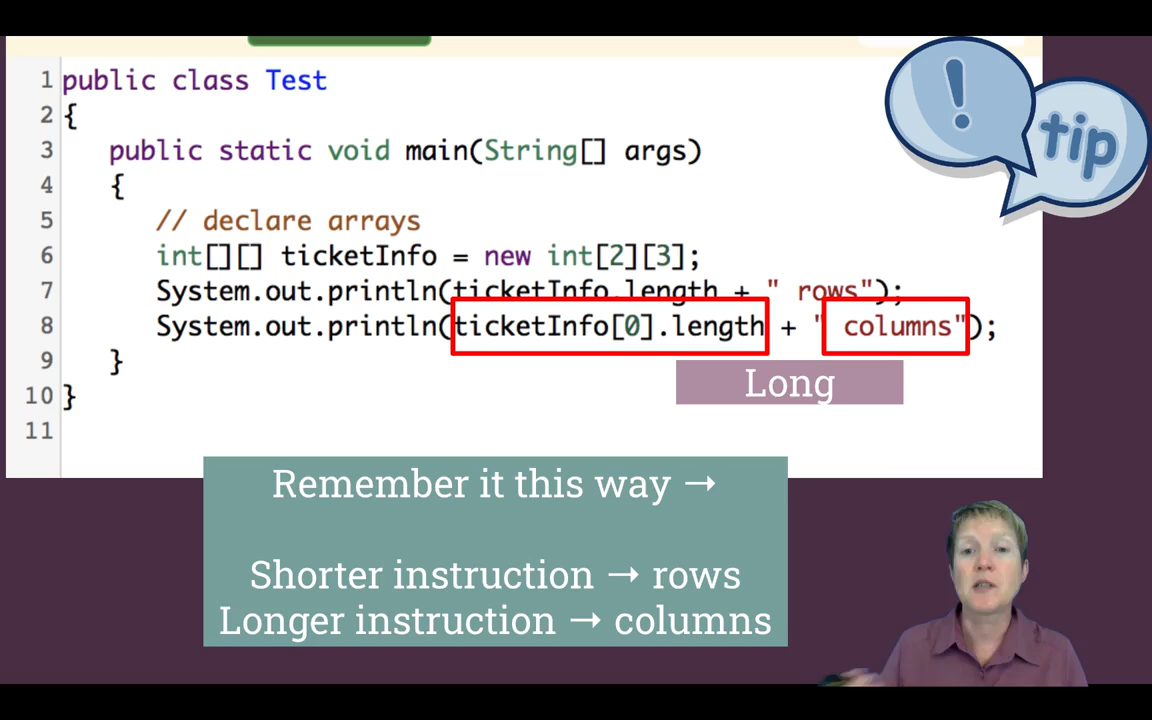 1 public class Test
2 {
3 public static void main(String[] args)
4 {
5 // declare arrays
6 int[][] ticketInfo = new int[2][3];
7 System.out.println(ticketInfo.length + " rows");
8 System.out.println(ticketInfo[0].length + " columns");
9 }
10 }
11
!
tip
Long
Remember it this way →
Shorter instruction → rows
Longer instruction → columns